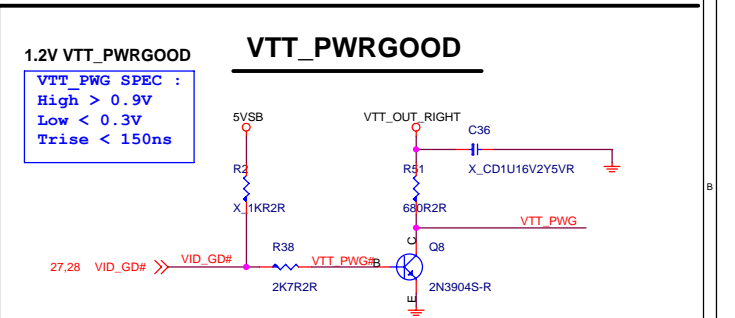 VTT_PWRGOOD
1.2V VTT_PWRGOOD
VTT_PWG SPEC :
High > 0.9V
Low < 0.3V
Trise < 150ns
5VSB
VTT_OUT_RIGHT
C36
R2
R51
X_CD1U16V2Y5VR
X_1KR2R
680R2R
VTT_PWG
27,28 VID_GD#
VID_GD#
R38
VTT_PWG#
B
C
Q8
2K7R2R
E
2N3904S-R
B